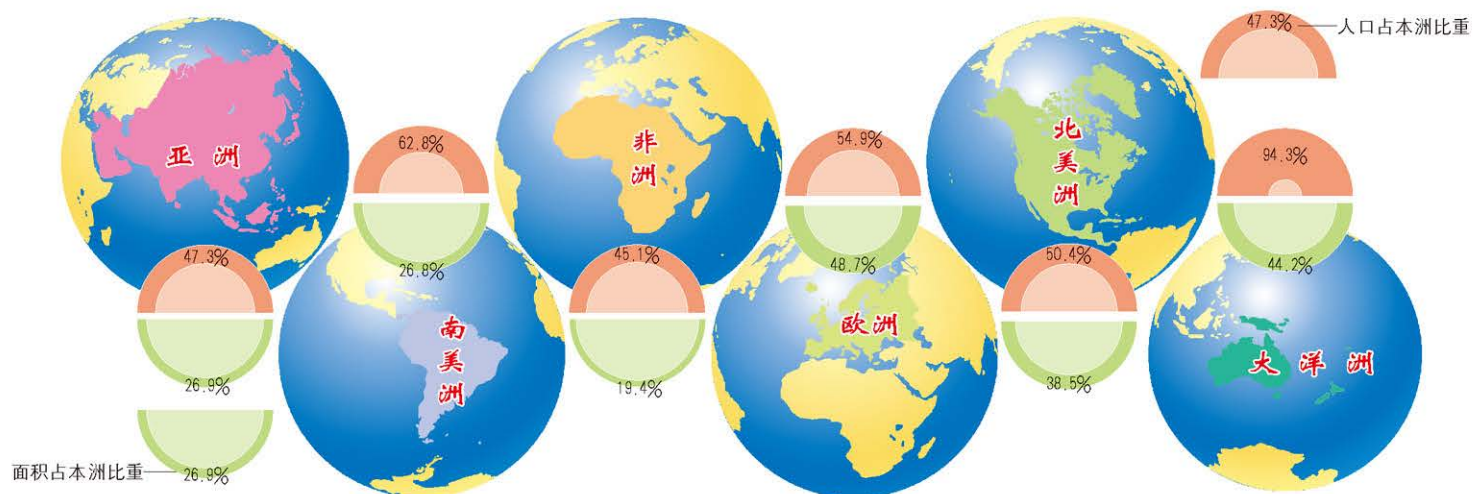 47.3%
人口占本洲比重
亚洲
62.8%
非洲
54.9%
北美洲
94.3%
47.3%
26.8%
45.1%
48.7%
50.4%
44.2%
南美洲
欧洲
大洋洲
26.9%
19.4%
38.5%
面积占本洲比重
26.9%